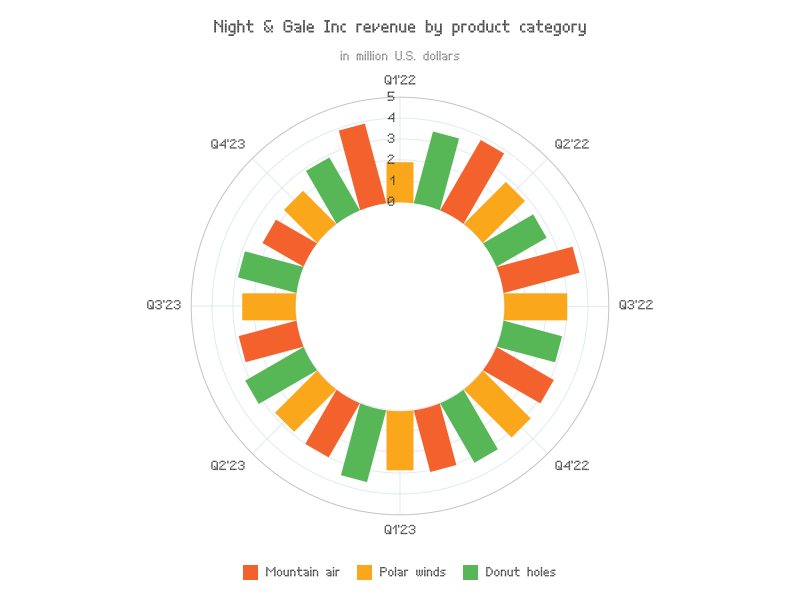 Night & Gale Inc revenue by product category
in million U.S. dollars
Q1'22
5
Q4'23
4
Q2'22
3
2
1
0
Q3'23
Q3'22
Q2'23
Q4'22
Q1'23
Mountain air
Polar winds
Donut holes